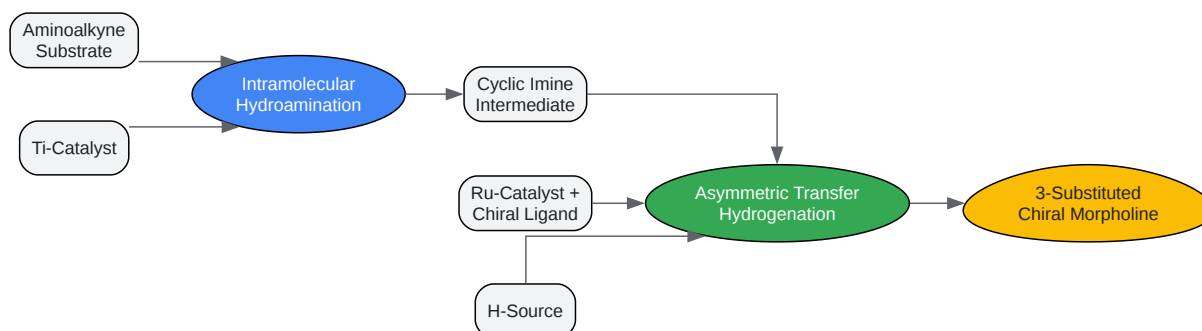 Aminoalkyne
Substrate
Intramolecular
Hydroamination
Cyclic Imine
Intermediate
Ti-Catalyst
Ru-Catalyst +
Chiral Ligand
Asymmetric Transfer
Hydrogenation
3-Substituted
Chiral Morpholine
H-Source